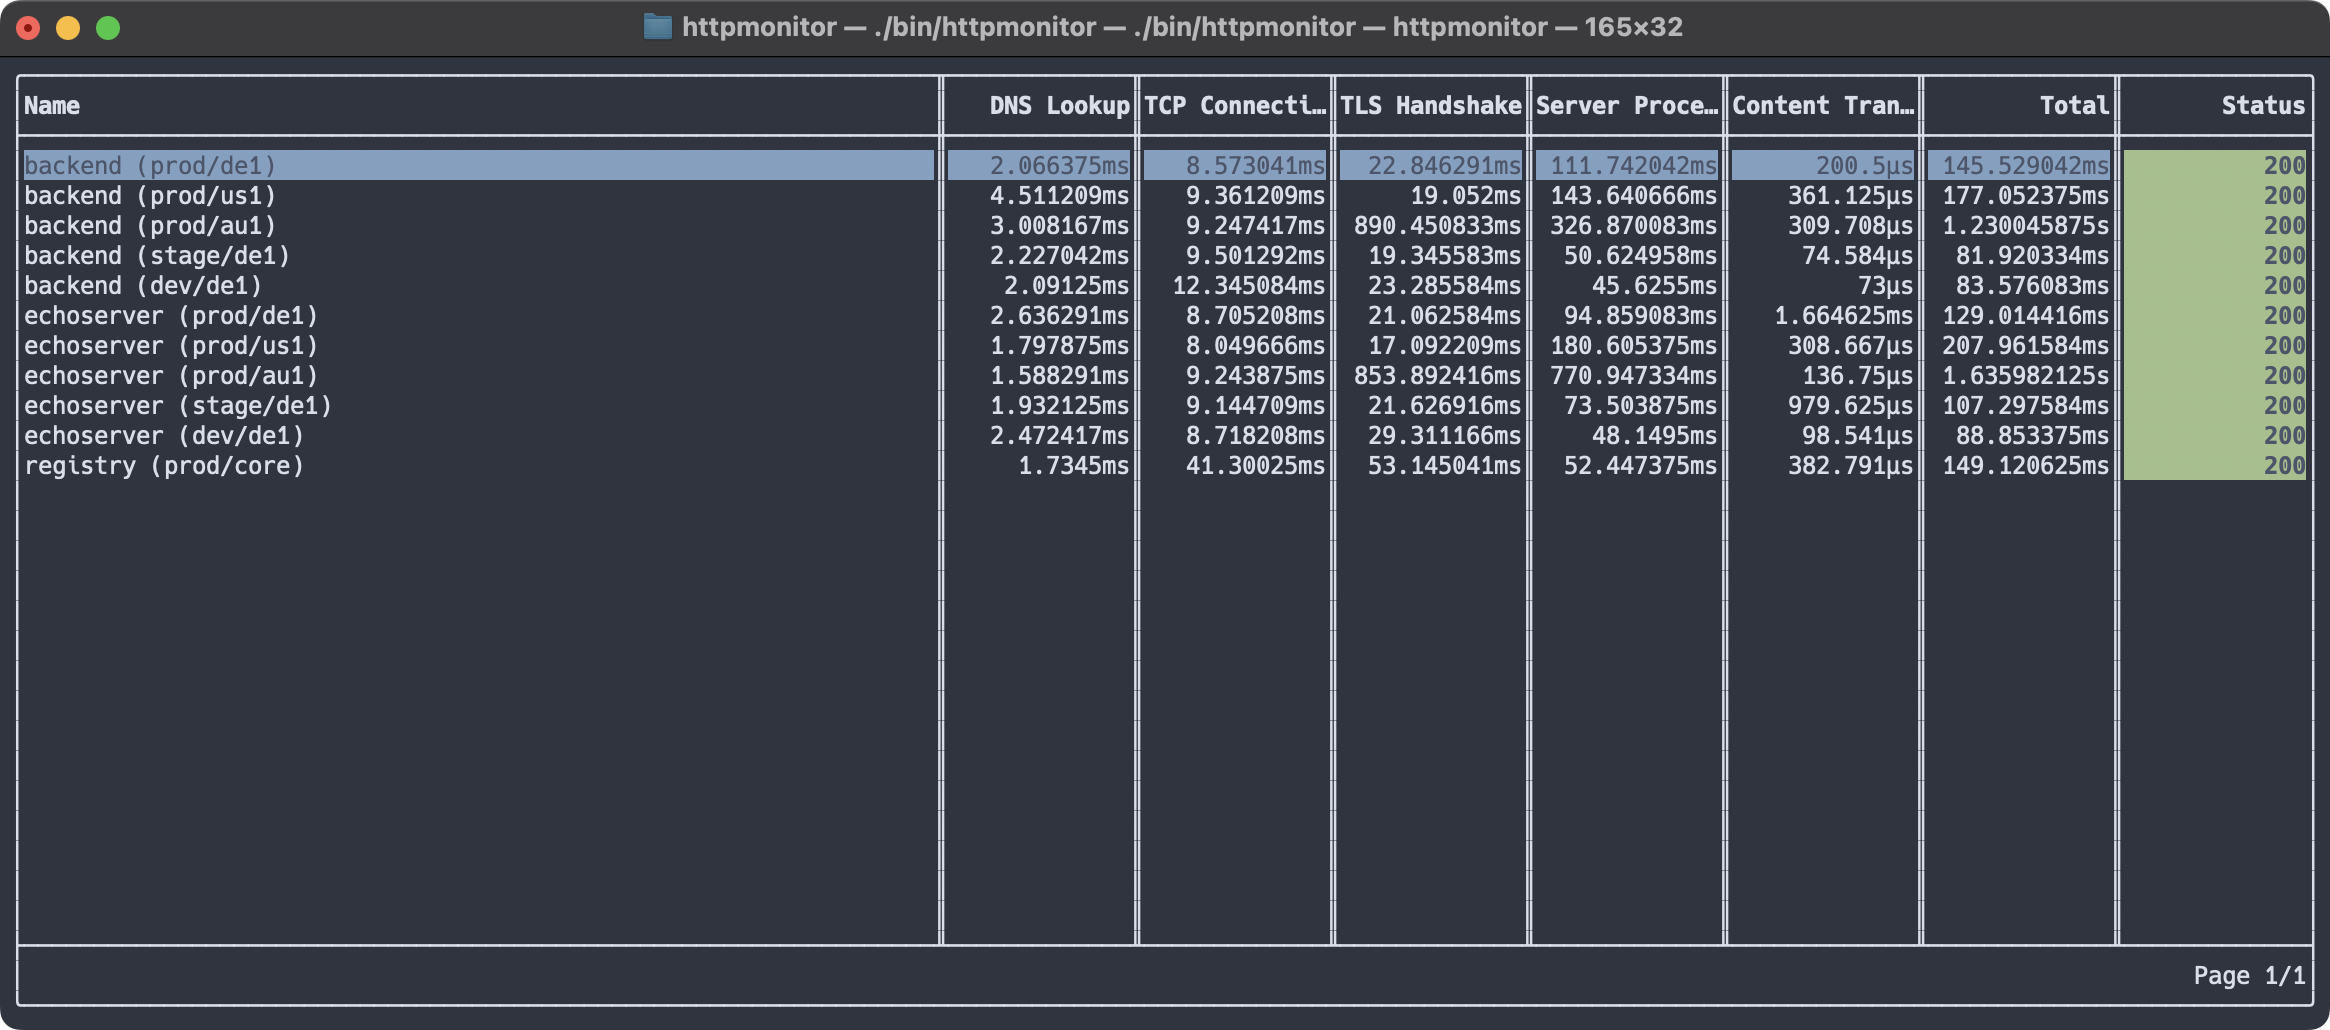 httpmonitor — ./bin/httpmonitor — ./bin/httpmonitor — httpmonitor — 165×32
Name DNS Lookup TCP Connecti… TLS Handshake Server Proce… Content Tran… Total Status
backend (prod/de1) 2.066375ms 8.573041ms 22.846291ms 111.742042ms 200.5µs 145.529042ms 200
backend (prod/us1) 4.511209ms 9.361209ms 19.052ms 143.640666ms 361.125µs 177.052375ms 200
backend (prod/au1) 3.008167ms 9.247417ms 890.450833ms 326.870083ms 309.708µs 1.230045875s 200
backend (stage/de1) 2.227042ms 9.501292ms 19.345583ms 50.624958ms 74.584µs 81.920334ms 200
backend (dev/de1) 2.09125ms 12.345084ms 23.285584ms 45.6255ms 73µs 83.576083ms 200
echoserver (prod/de1) 2.636291ms 8.705208ms 21.062584ms 94.859083ms 1.664625ms 129.014416ms 200
echoserver (prod/us1) 1.797875ms 8.049666ms 17.092209ms 180.605375ms 308.667µs 207.961584ms 200
echoserver (prod/au1) 1.588291ms 9.243875ms 853.892416ms 770.947334ms 136.75µs 1.635982125s 200
echoserver (stage/de1) 1.932125ms 9.144709ms 21.626916ms 73.503875ms 979.625µs 107.297584ms 200
echoserver (dev/de1) 2.472417ms 8.718208ms 29.311166ms 48.1495ms 98.541µs 88.853375ms 200
registry (prod/core) 1.7345ms 41.30025ms 53.145041ms 52.447375ms 382.791µs 149.120625ms 200
Page 1/1